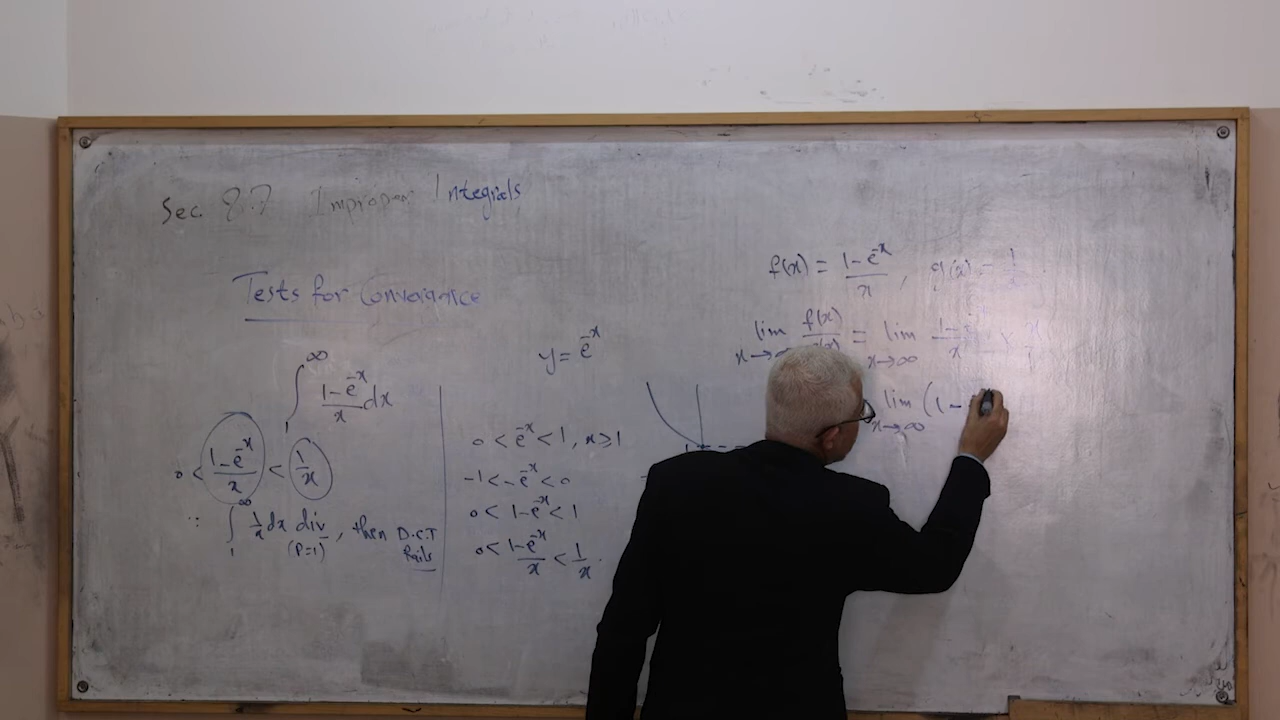 Sec. 8.7 Improper Integrals
Tests for Convergence
∫₁^∞ (1-e^-x)/x dx
0 < (1-e^-x)/x < 1/x
∵ ∫₁^∞ 1/x dx div (P=1), then D.C.T fails
y = e^-x
0 < e^-x < 1, x ≥ 1
-1 < -e^-x < 0
0 < 1-e^-x < 1
0 < (1-e^-x)/x < 1/x.
f(x) = (1-e^-x)/x, g(x) = 1/x
lim x→∞ f(x)/g(x) = lim x→∞ (1-e^-x)/x × x/1
lim x→∞ (1-